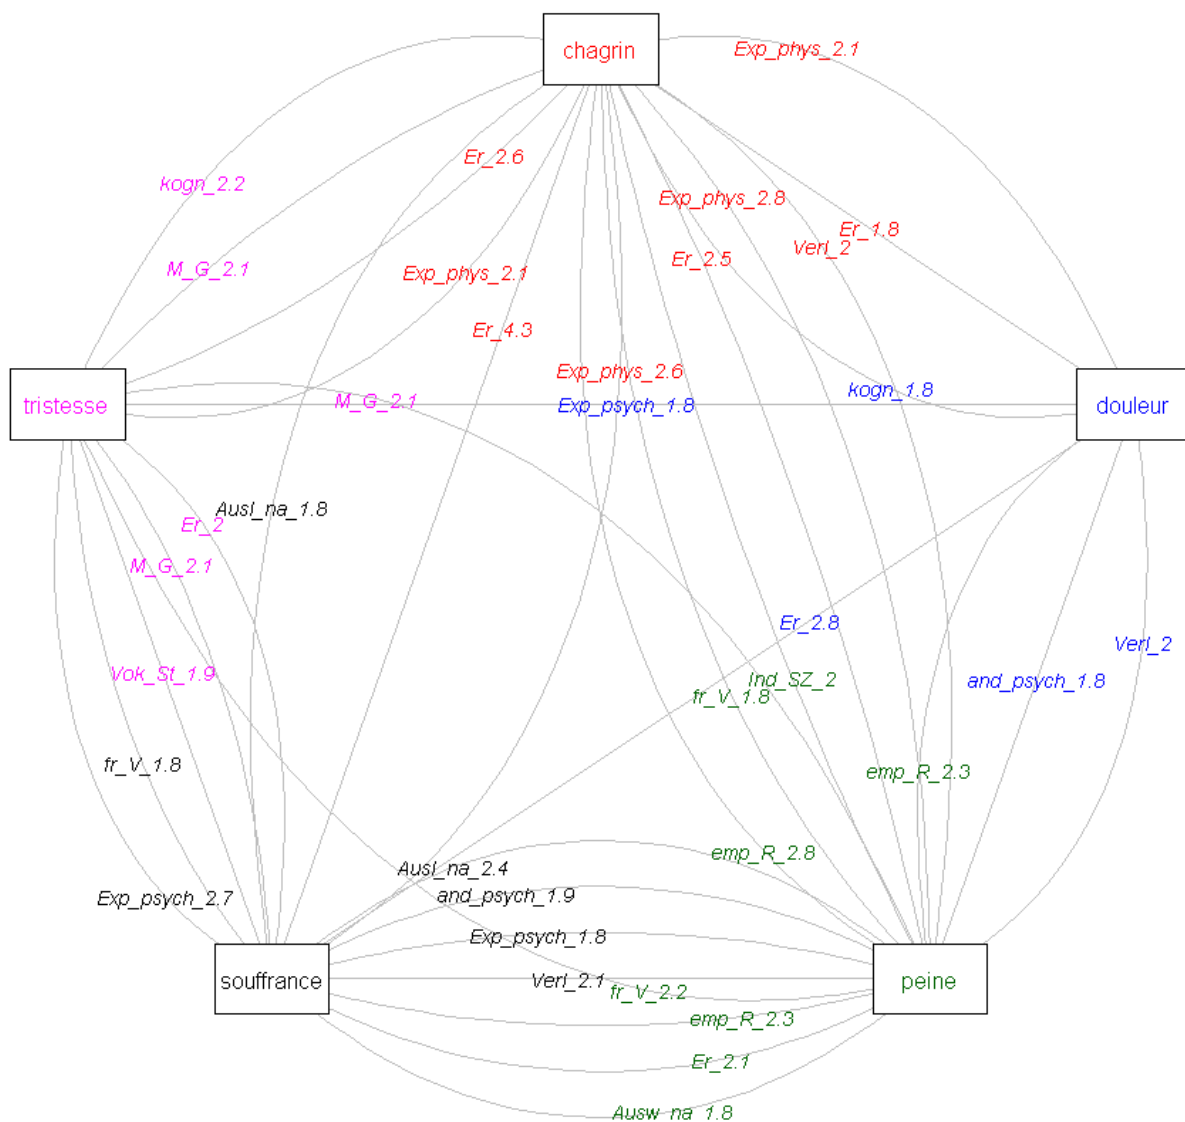 chagrin
Exp_phys_2.1
Er_2.6
kogn_2.2
Exp_phys_2.8
Er_1.8
Verl_2
Er_2.5
M_G_2.1
Exp_phys_2.1
Er_4.3
Exp_phys_2.6
kogn_1.8
tristesse
M_G_2.1
Exp_psych_1.8
douleur
Ausl_na_1.8
Er_2
M_G_2.1
Er_2.8
Verl_2
Vok_St_1.9
Ind_SZ_2
and_psych_1.8
fr_V_1.8
fr_V_1.8
emp_R_2.3
emp_R_2.8
Ausl_na_2.4
and_psych_1.9
Exp_psych_2.7
Exp_psych_1.8
souffrance
Verl_2.1
peine
fr_V_2.2
emp_R_2.3
Er_2.1
Ausw_na_1.8